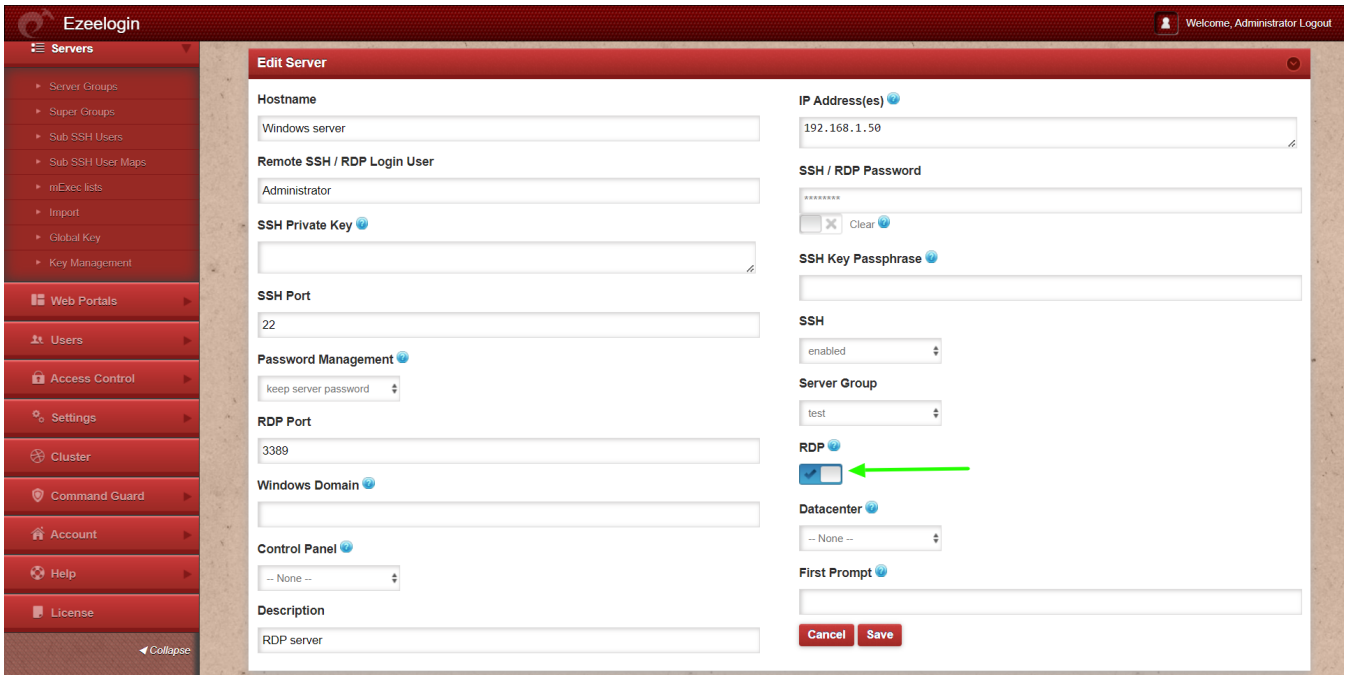 Ezeelogin
Welcome, Administrator Logout
Servers
Server Groups
Super Groups
Sub SSH Users
Sub SSH User Maps
mExec lists
Import
Global Key
Key Management
Web Portals
Users
Access Control
Settings
Cluster
Command Guard
Account
Help
License
Collapse
Edit Server
Hostname
Windows server
Remote SSH / RDP Login User
Administrator
SSH Private Key
SSH Port
22
Password Management
keep server password
RDP Port
3389
Windows Domain
Control Panel
-- None --
Description
RDP server
IP Address(es)
192.168.1.50
SSH / RDP Password
********
Clear
SSH Key Passphrase
SSH
enabled
Server Group
test
RDP
Datacenter
-- None --
First Prompt
Cancel Save